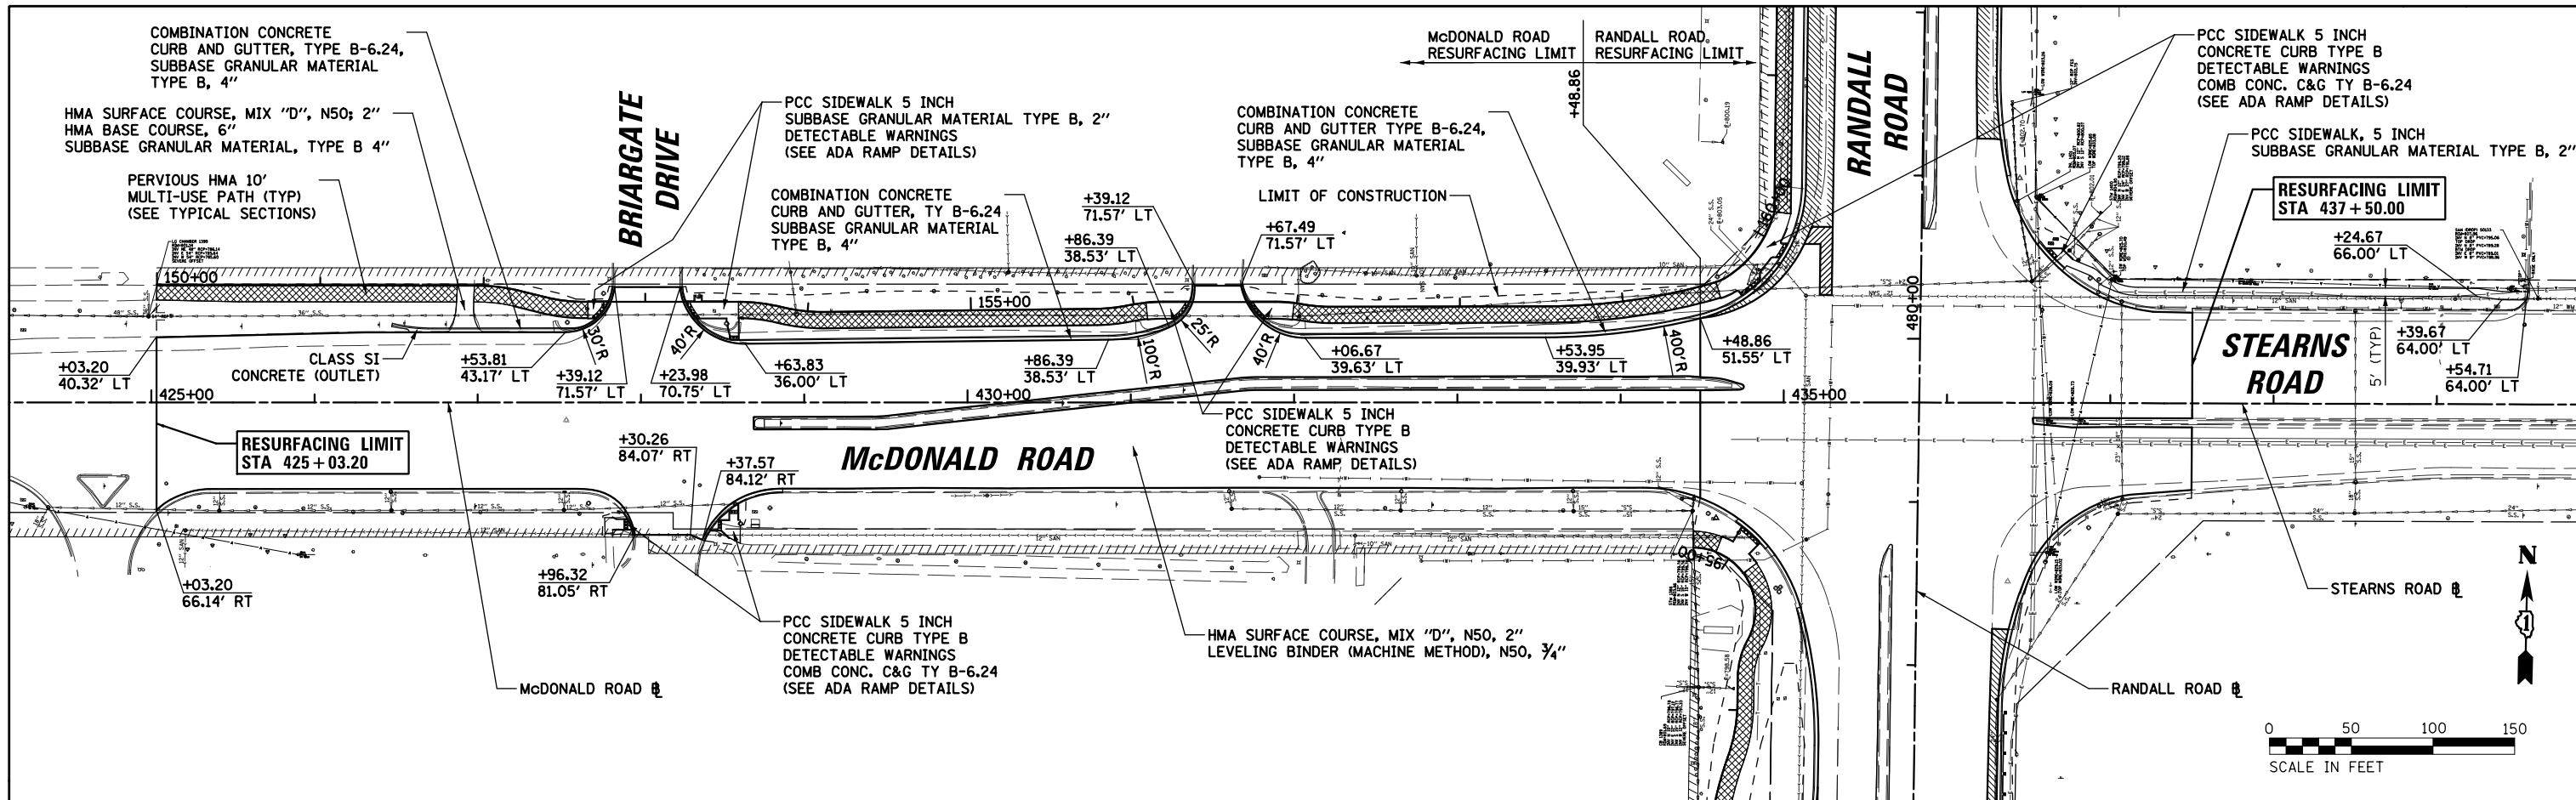 COMBINATION CONCRETE
CURB AND GUTTER, TYPE B-6.24,
SUBBASE GRANULAR MATERIAL
TYPE B, 4"
HMA SURFACE COURSE, MIX "D", N50; 2"
HMA BASE COURSE, 6"
SUBBASE GRANULAR MATERIAL, TYPE B 4"
PERVIOUS HMA 10'
MULTI-USE PATH (TYP)
(SEE TYPICAL SECTIONS)
BRIARGATE
DRIVE
PCC SIDEWALK 5 INCH
SUBBASE GRANULAR MATERIAL TYPE B, 2"
DETECTABLE WARNINGS
(SEE ADA RAMP DETAILS)
COMBINATION CONCRETE
CURB AND GUTTER, TY B-6.24
SUBBASE GRANULAR MATERIAL
TYPE B, 4"
+39.12
71.57' LT
+86.39
38.53' LT
McDONALD ROAD
RESURFACING LIMIT
RANDALL ROAD
RESURFACING LIMIT
+48.86
COMBINATION CONCRETE
CURB AND GUTTER TYPE B-6.24,
SUBBASE GRANULAR MATERIAL
TYPE B, 4"
LIMIT OF CONSTRUCTION
+67.49
71.57' LT
RANDALL
ROAD
PCC SIDEWALK 5 INCH
CONCRETE CURB TYPE B
DETECTABLE WARNINGS
COMB CONC. C&G TY B-6.24
(SEE ADA RAMP DETAILS)
PCC SIDEWALK, 5 INCH
SUBBASE GRANULAR MATERIAL TYPE B, 2"
RESURFACING LIMIT
STA 437+50.00
+24.67
66.00' LT
150+00
155+00
160+00
480+00
48" S.S.
36" S.S.
CLASS SI
CONCRETE (OUTLET)
+03.20
40.32' LT
+53.81
43.17' LT
30'R
+39.12
71.57' LT
40'R
+23.98
70.75' LT
+63.83
36.00' LT
+86.39
38.53' LT
100'R
25'R
40'R
+06.67
39.63' LT
+53.95
39.93' LT
400'R
+48.86
51.55' LT
STEARNS
ROAD
5' (TYP)
+39.67
64.00' LT
+54.71
64.00' LT
425+00
430+00
435+00
RESURFACING LIMIT
STA 425+03.20
+30.26
84.07' RT
+37.57
84.12' RT
McDONALD ROAD
PCC SIDEWALK 5 INCH
CONCRETE CURB TYPE B
DETECTABLE WARNINGS
(SEE ADA RAMP DETAILS)
195+00
+03.20
66.14' RT
+96.32
81.05' RT
PCC SIDEWALK 5 INCH
CONCRETE CURB TYPE B
DETECTABLE WARNINGS
COMB CONC. C&G TY B-6.24
(SEE ADA RAMP DETAILS)
HMA SURFACE COURSE, MIX "D", N50, 2"
LEVELING BINDER (MACHINE METHOD), N50, 3/4"
McDONALD ROAD BL
STEARNS ROAD BL
RANDALL ROAD BL
N
1
0 50 100 150
SCALE IN FEET